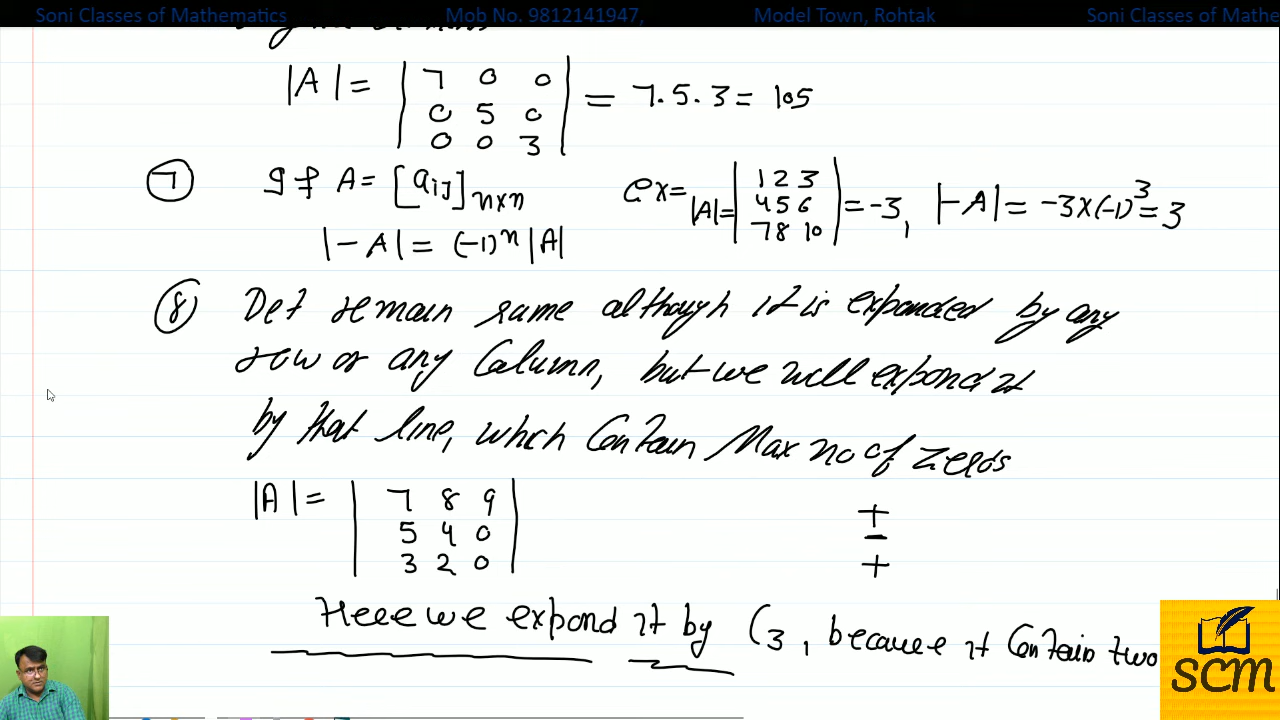 Soni Classes of Mathematics Mob No. 9812141947, Model Town, Rohtak Soni Classes of Mathe
|A| = | 7 0 0 | = 7.5.3 = 105
0 5 0
0 0 3
⑦ If A = [aij]n×n ex= |A| = | 1 2 3 | = -3, |-A| = -3×(-1)³ = 3
4 5 6
7 8 10
|-A| = (-1)ⁿ |A|
⑧ Det remain same although it is expanded by any
row or any Column, but we will expand it
by that line, which Contain Max no of zeros
|A| = | 7 8 9 |
5 4 0
3 2 0
+
-
+
Here we expand it by C3, because it Contain two
SCM